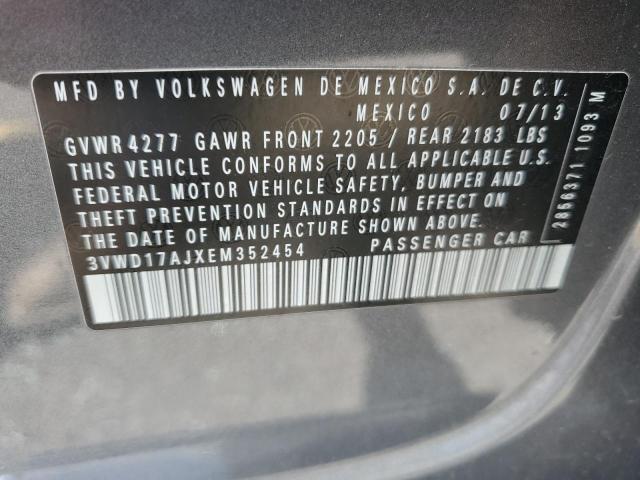 MFD BY VOLKSWAGEN DE MEXICO S.A. DE C.V.
MEXICO 07/13
GVWR 4277 GAWR FRONT 2205 / REAR 2183 LBS
THIS VEHICLE CONFORMS TO ALL APPLICABLE U.S.
FEDERAL MOTOR VEHICLE SAFETY, BUMPER AND
THEFT PREVENTION STANDARDS IN EFFECT ON
THE DATE OF MANUFACTURE SHOWN ABOVE.
3VWD17AJXEM352454 PASSENGER CAR
2866371 1093 M